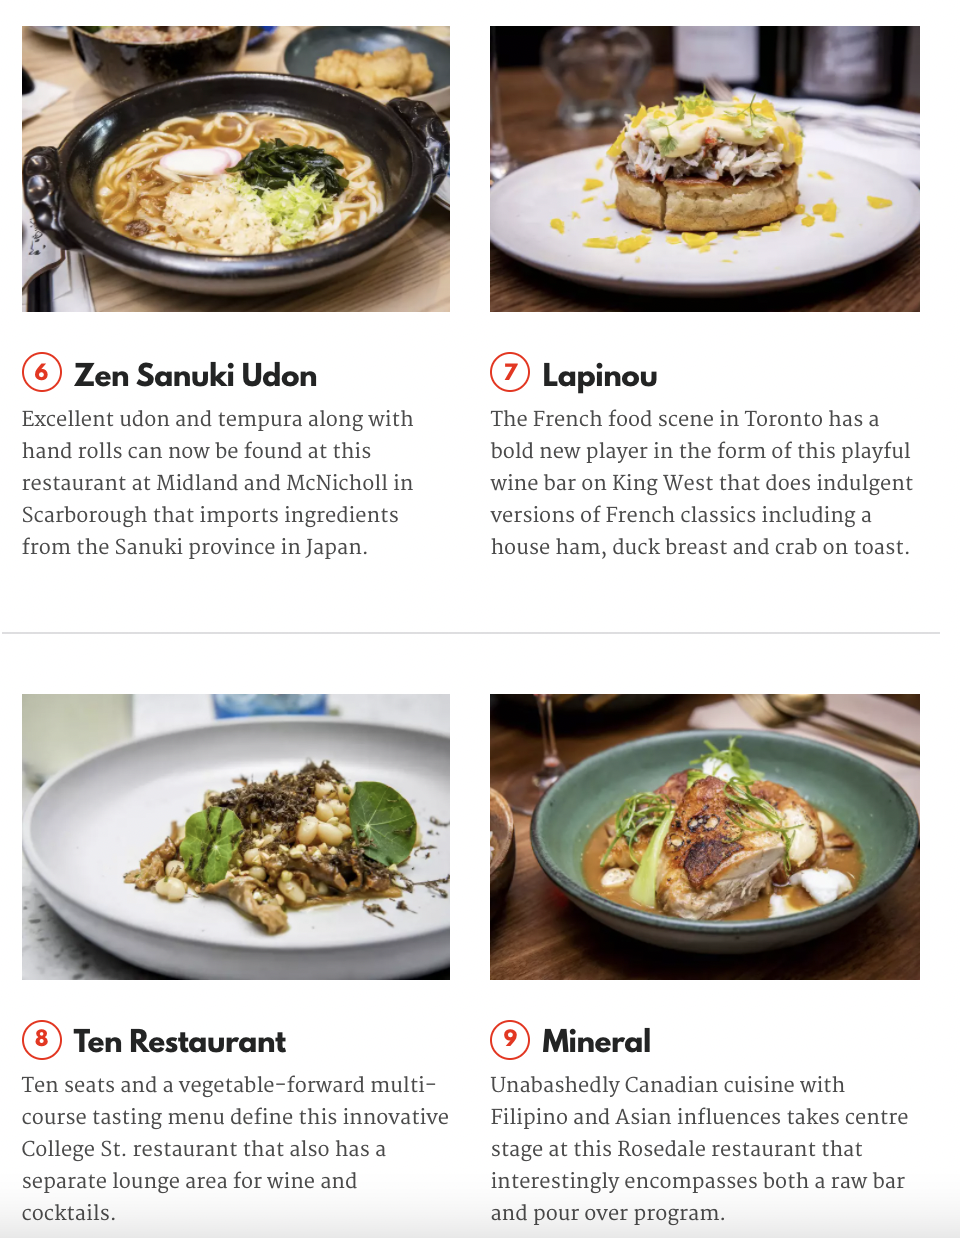 6 Zen Sanuki Udon
Excellent udon and tempura along with
hand rolls can now be found at this
restaurant at Midland and McNicholl in
Scarborough that imports ingredients
from the Sanuki province in Japan.
7 Lapinou
The French food scene in Toronto has a
bold new player in the form of this playful
wine bar on King West that does indulgent
versions of French classics including a
house ham, duck breast and crab on toast.
8 Ten Restaurant
Ten seats and a vegetable-forward multi-
course tasting menu define this innovative
College St. restaurant that also has a
separate lounge area for wine and
cocktails.
9 Mineral
Unabashedly Canadian cuisine with
Filipino and Asian influences takes centre
stage at this Rosedale restaurant that
interestingly encompasses both a raw bar
and pour over program.